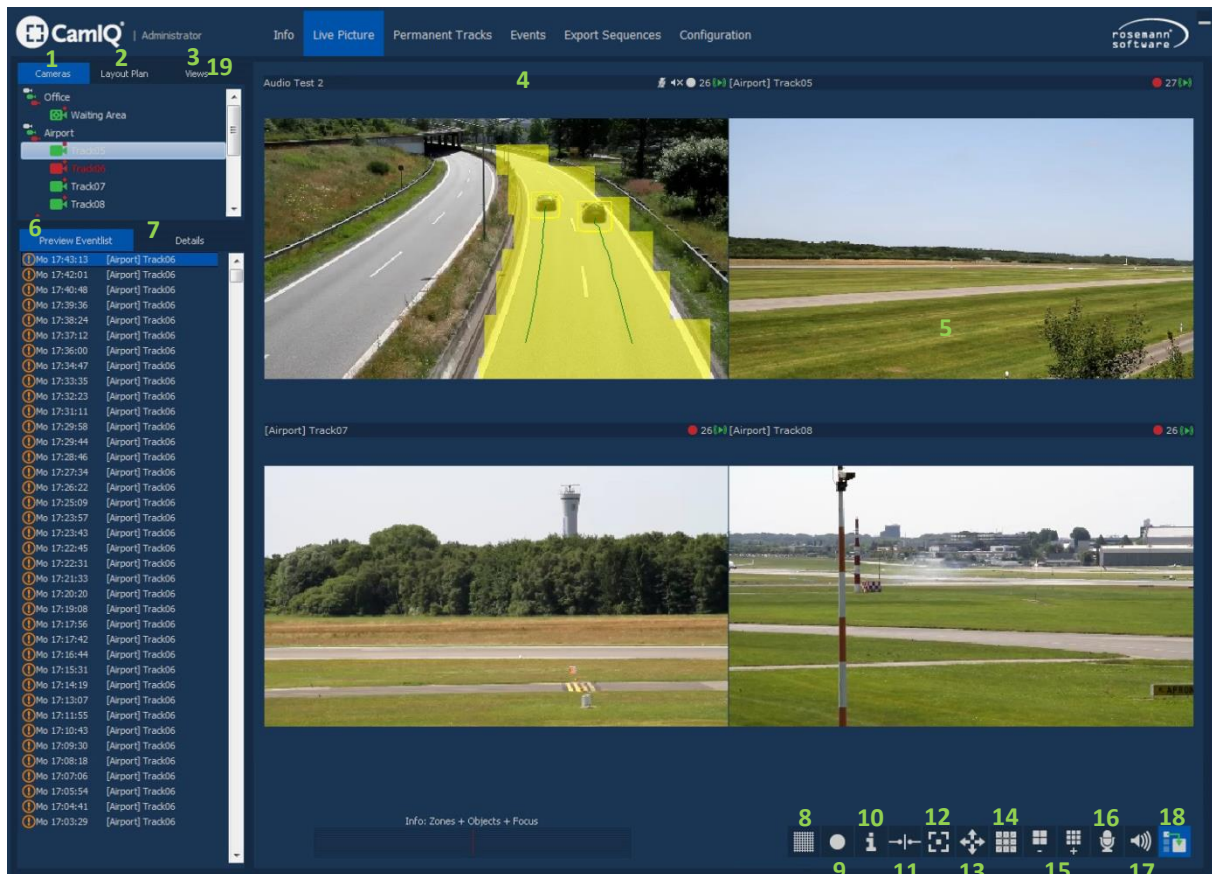 CamIQ | Administrator
Info Live Picture Permanent Tracks Events Export Sequences Configuration
rosemann
software
1 2 3 19
Cameras Layout Plan Views
4
Audio Test 2 26 [Airport] Track05 27
Office
Waiting Area
Airport
Track05
Track06
Track07
Track08
5
6 7
Preview Eventlist Details
Mo 17:43:13 [Airport] Track06
Mo 17:42:01 [Airport] Track06
Mo 17:40:48 [Airport] Track06
Mo 17:39:36 [Airport] Track06
Mo 17:38:24 [Airport] Track06
Mo 17:37:12 [Airport] Track06
Mo 17:36:00 [Airport] Track06
Mo 17:34:47 [Airport] Track06
Mo 17:33:35 [Airport] Track06
Mo 17:32:23 [Airport] Track06
Mo 17:31:11 [Airport] Track06
Mo 17:29:58 [Airport] Track06
Mo 17:29:44 [Airport] Track06
Mo 17:28:46 [Airport] Track06
Mo 17:27:34 [Airport] Track06
Mo 17:26:22 [Airport] Track06
Mo 17:25:09 [Airport] Track06
Mo 17:23:57 [Airport] Track06
Mo 17:23:43 [Airport] Track06
Mo 17:22:45 [Airport] Track06
Mo 17:22:31 [Airport] Track06
Mo 17:21:33 [Airport] Track06
Mo 17:20:20 [Airport] Track06
Mo 17:19:08 [Airport] Track06
Mo 17:17:56 [Airport] Track06
Mo 17:17:42 [Airport] Track06
Mo 17:16:44 [Airport] Track06
Mo 17:15:31 [Airport] Track06
Mo 17:14:19 [Airport] Track06
Mo 17:13:07 [Airport] Track06
Mo 17:11:55 [Airport] Track06
Mo 17:10:43 [Airport] Track06
Mo 17:09:30 [Airport] Track06
Mo 17:08:18 [Airport] Track06
Mo 17:07:06 [Airport] Track06
Mo 17:05:54 [Airport] Track06
Mo 17:04:41 [Airport] Track06
Mo 17:03:29 [Airport] Track06
[Airport] Track07 26 [Airport] Track08 26
APRON
Info: Zones + Objects + Focus
8 10 12 14 16 18
9 11 13 15 17